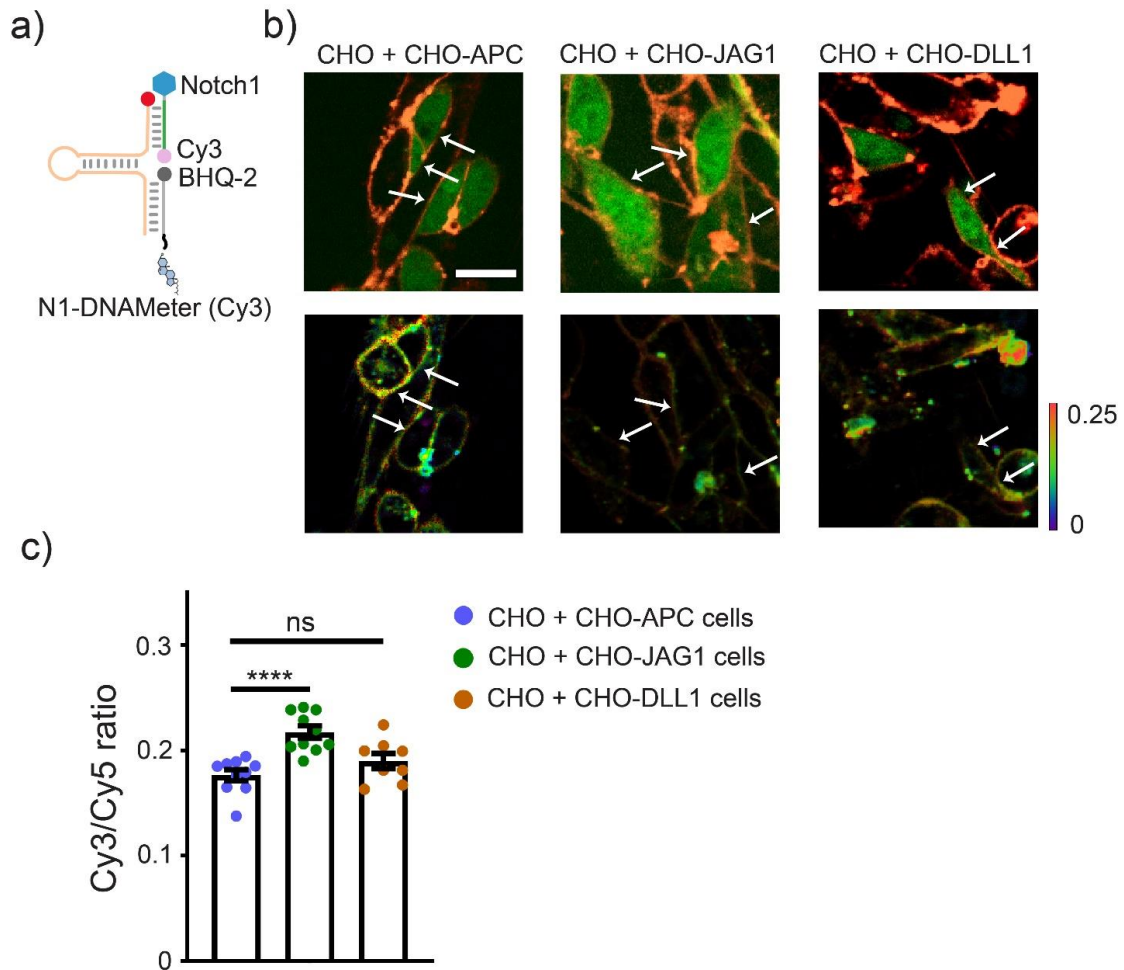 a)
Notch1
Cy3
BHQ-2
N1-DNAMeter (Cy3)
b)
CHO + CHO-APC
CHO + CHO-JAG1
CHO + CHO-DLL1
0.25
0
c)
Cy3/Cy5 ratio
0.3
0.2
0.1
0
ns
****
CHO + CHO-APC cells
CHO + CHO-JAG1 cells
CHO + CHO-DLL1 cells